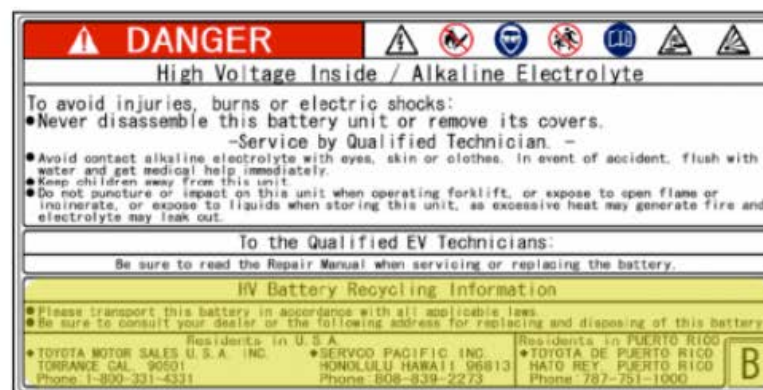 DANGER
High Voltage Inside / Alkaline Electrolyte
To avoid injuries, burns or electric shocks:
●Never disassemble this battery unit or remove its covers.
-Service by Qualified Technician. -
●Avoid contact alkaline electrolyte with eyes, skin or clothes. In event of accident, flush with
water and get medical help immediately.
●Keep children away from this unit.
●Do not puncture or impact on this unit when operating forklift, or expose to open flame or
incinerate, or expose to liquids when storing this unit, as excessive heat may generate fire and
electrolyte may leak out.
To the Qualified EV Technicians:
Be sure to read the Repair Manual when servicing or replacing the battery.
HV Battery Recycling Information
●Please transport this battery in accordance with all applicable laws.
●Be sure to consult your dealer or the following address for replacing and disposing of this battery
Residents in U.S.A.
◆TOYOTA MOTOR SALES U.S.A. INC.
TORRANCE CAL. 90501
Phone:1-800-331-4331
◆SERVCO PACIFIC INC.
HONOLULU HAWAII 96813
Phone:808-839-2273
Residents in PUERTO RICO
◆TOYOTA DE PUERTO RICO
HATO REY, PUERTO RICO
Phone:787-751-1000
B